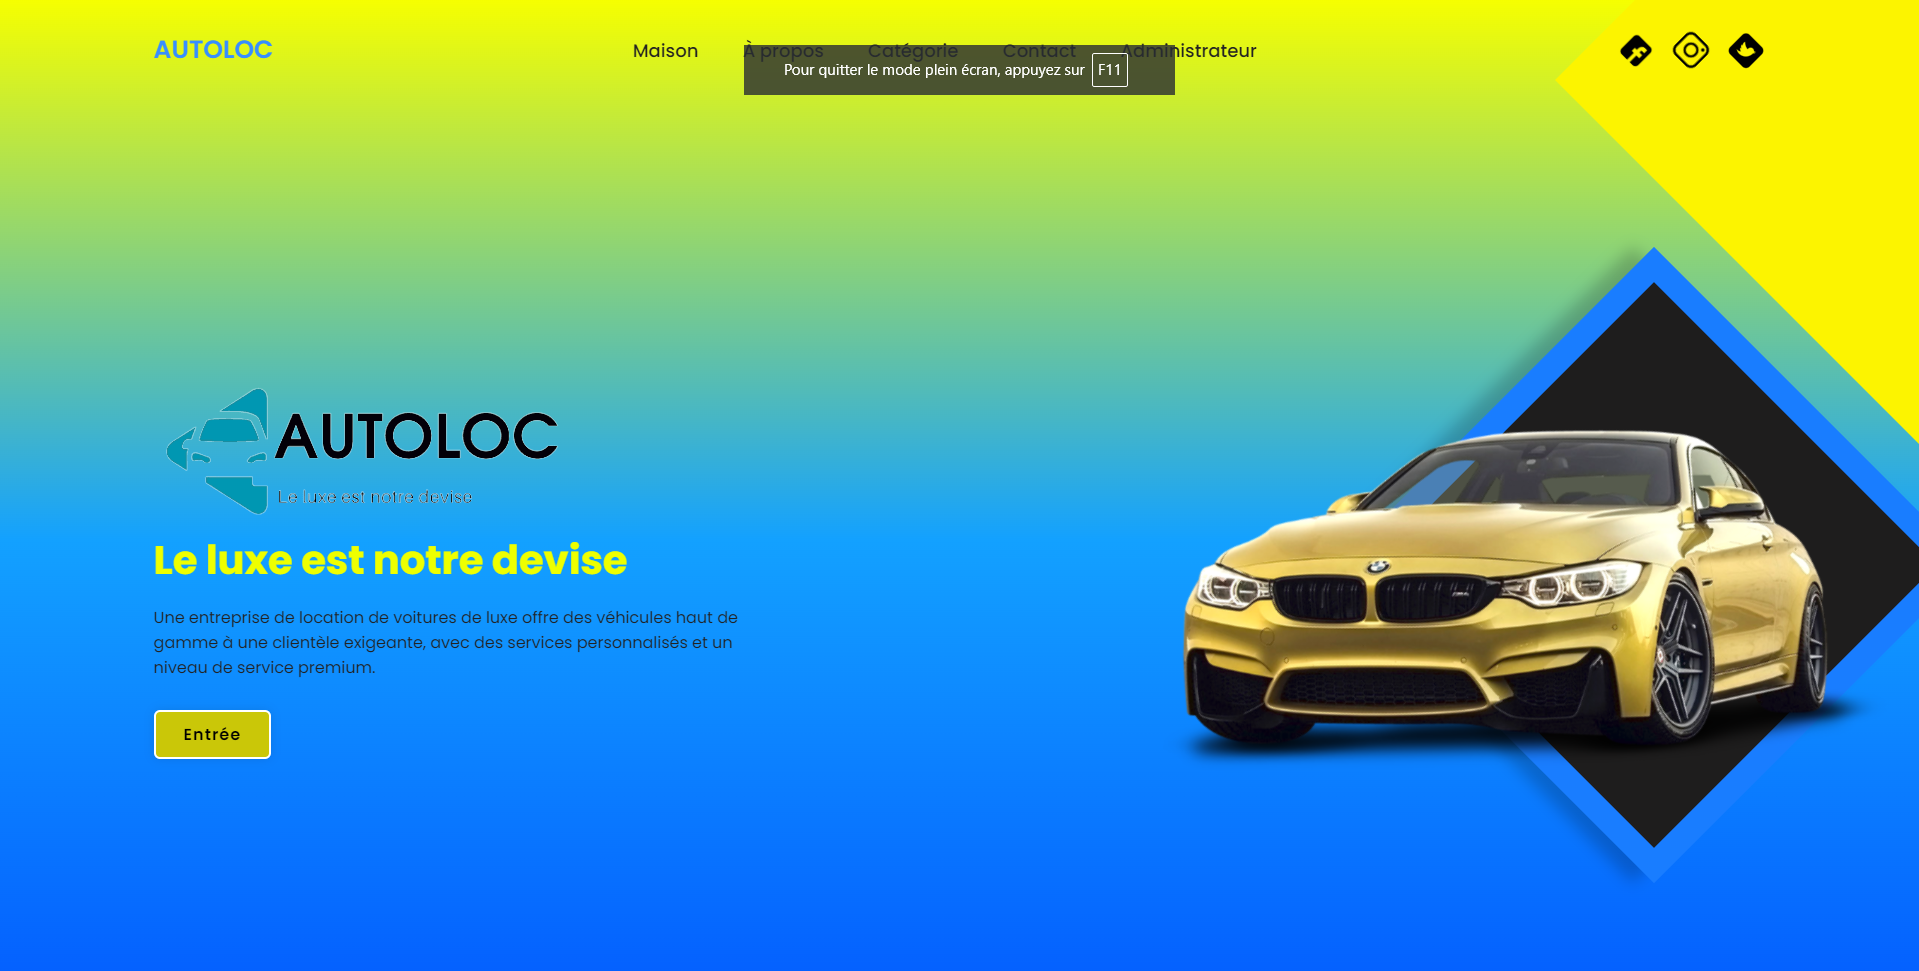 AUTOLOC
Maison À propos Catégorie Contact Administrateur
Pour quitter le mode plein écran, appuyez sur F11
AUTOLOC
Le luxe est notre devise
Le luxe est notre devise
Une entreprise de location de voitures de luxe offre des véhicules haut de
gamme à une clientèle exigeante, avec des services personnalisés et un
niveau de service premium.
Entrée